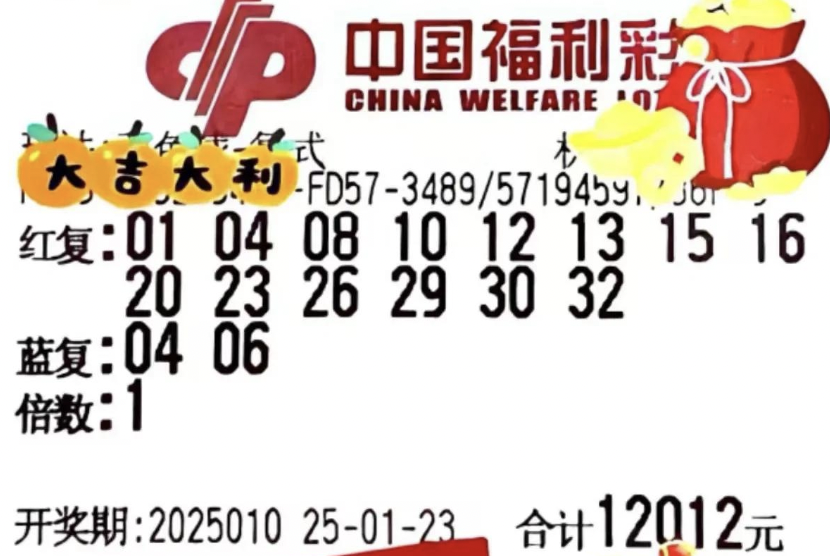 中国福利彩
CHINA WELFARE LOT
大吉大利
-FD57-3489/5719459
红复:01 04 08 10 12 13 15 16
20 23 26 29 30 32
蓝复:04 06
倍数:1
开奖期:2025010 25-01-23 合计12012元